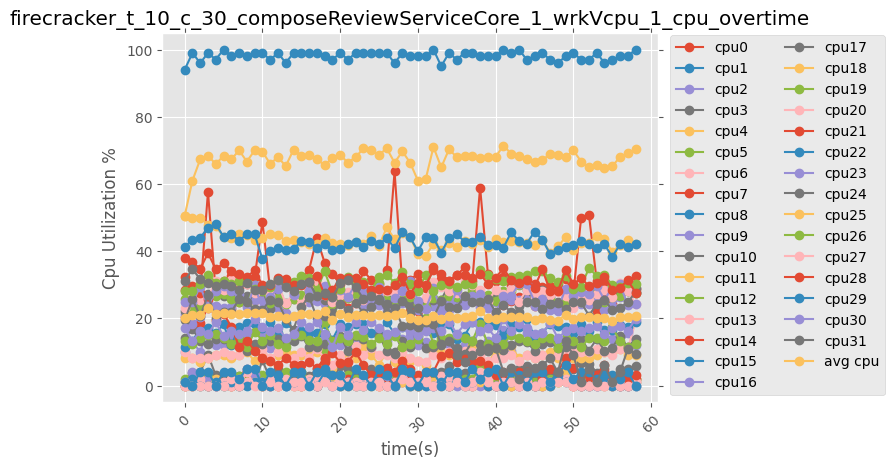 firecracker_t_10_c_30_composeReviewServiceCore_1_wrkVcpu_1_cpu_overtime
Cpu Utilization %
100
80
60
40
20
0
0
10
20
30
40
50
60
time(s)
cpu0
cpu1
cpu2
cpu3
cpu4
cpu5
cpu6
cpu7
cpu8
cpu9
cpu10
cpu11
cpu12
cpu13
cpu14
cpu15
cpu16
cpu17
cpu18
cpu19
cpu20
cpu21
cpu22
cpu23
cpu24
cpu25
cpu26
cpu27
cpu28
cpu29
cpu30
cpu31
avg cpu